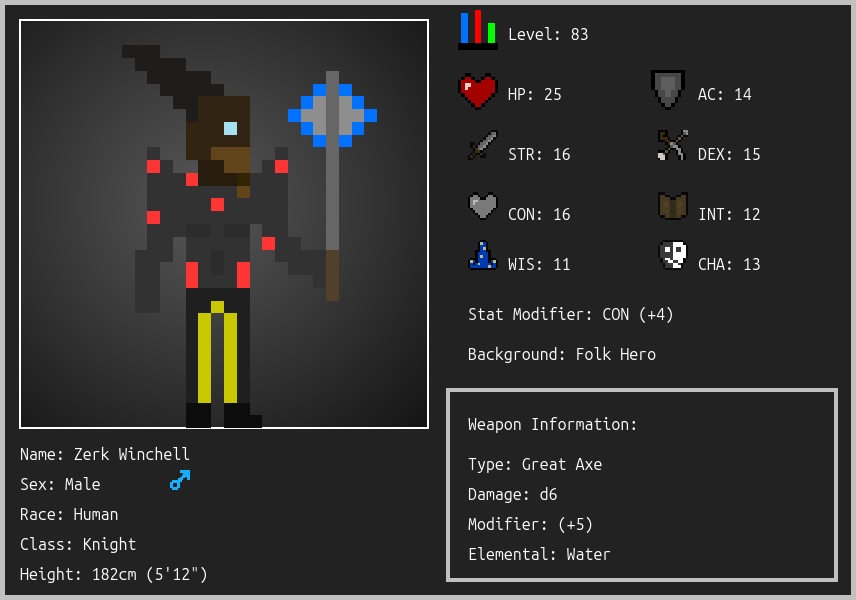 Level: 83
HP: 25
AC: 14
STR: 16
DEX: 15
CON: 16
INT: 12
WIS: 11
CHA: 13
Stat Modifier: CON (+4)
Background: Folk Hero
Weapon Information:
Type: Great Axe
Damage: d6
Modifier: (+5)
Elemental: Water
Name: Zerk Winchell
Sex: Male
Race: Human
Class: Knight
Height: 182cm (5'12")